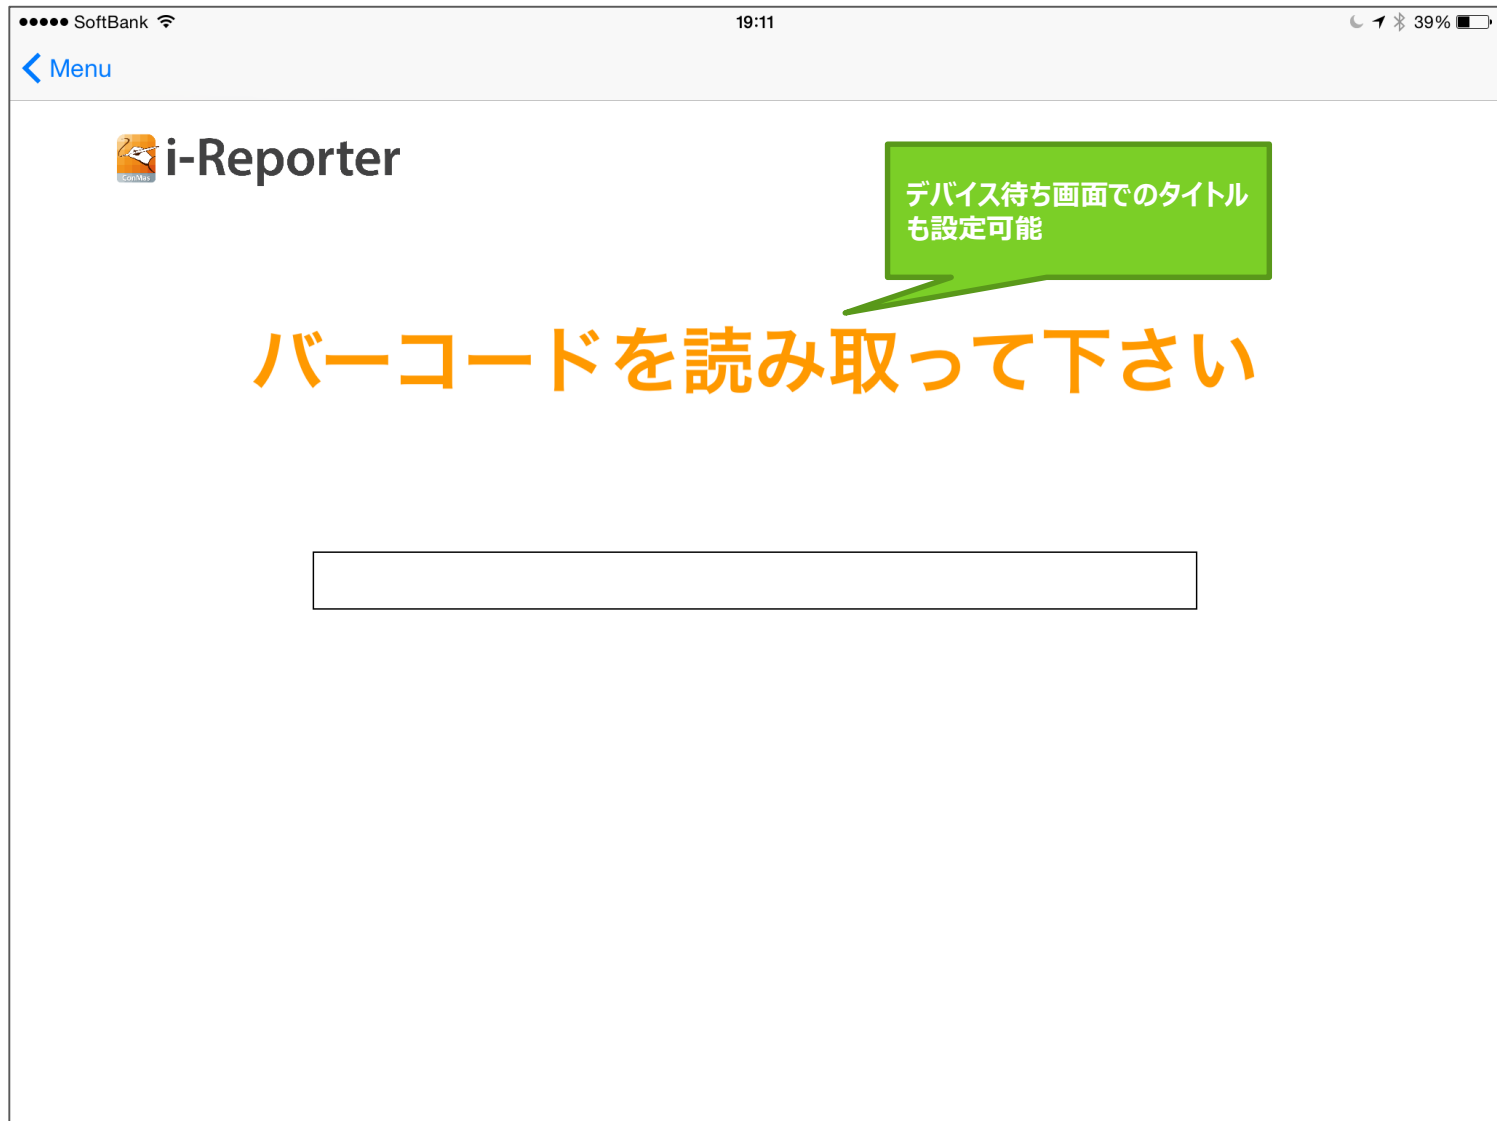 SoftBank
19:11
39%
Menu
ConMas
i-Reporter
デバイス待ち画面でのタイトル
も設定可能
バーコードを読み取って下さい